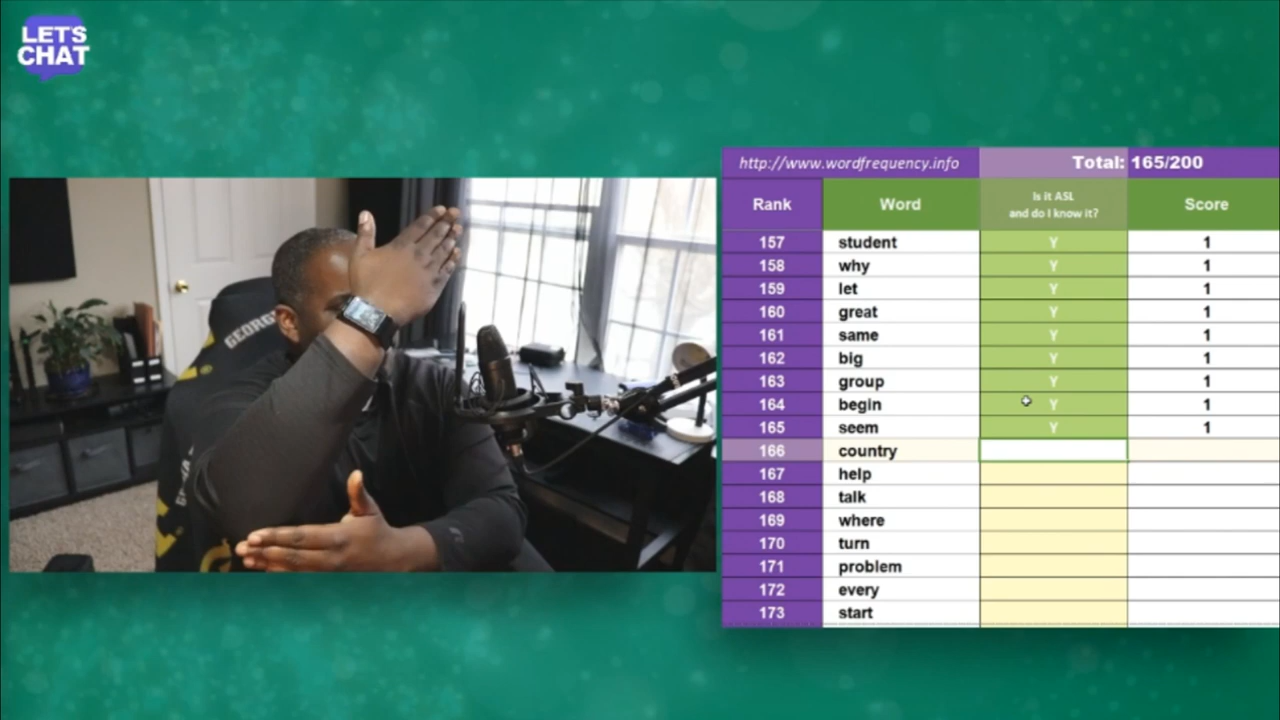 LET'S
CHAT
http://www.wordfrequency.info Total: 165/200
Rank Word Is it ASL and do I know it? Score
157 student Y 1
158 why Y 1
159 let Y 1
160 great Y 1
161 same Y 1
162 big Y 1
163 group Y 1
164 begin Y 1
165 seem Y 1
166 country
167 help
168 talk
169 where
170 turn
171 problem
172 every
173 start
GEORG